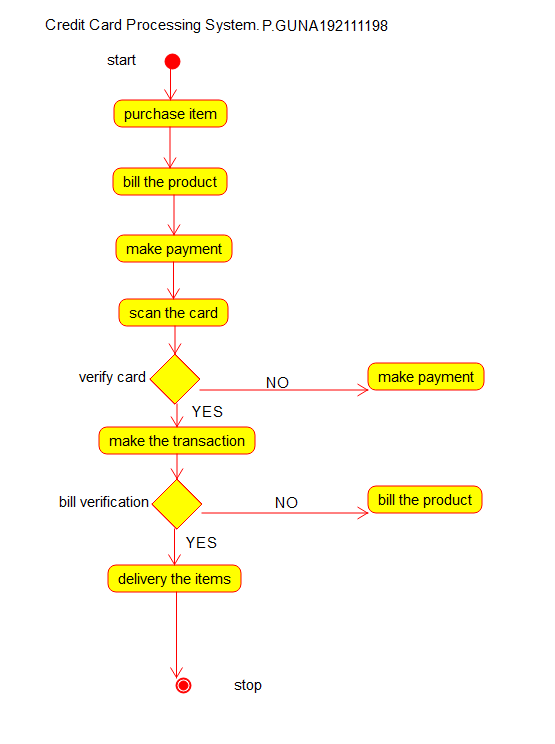 Credit Card Processing System. P.GUNA192111198
start
purchase item
bill the product
make payment
scan the card
verify card
NO
make payment
YES
make the transaction
bill verification
NO
bill the product
YES
delivery the items
stop